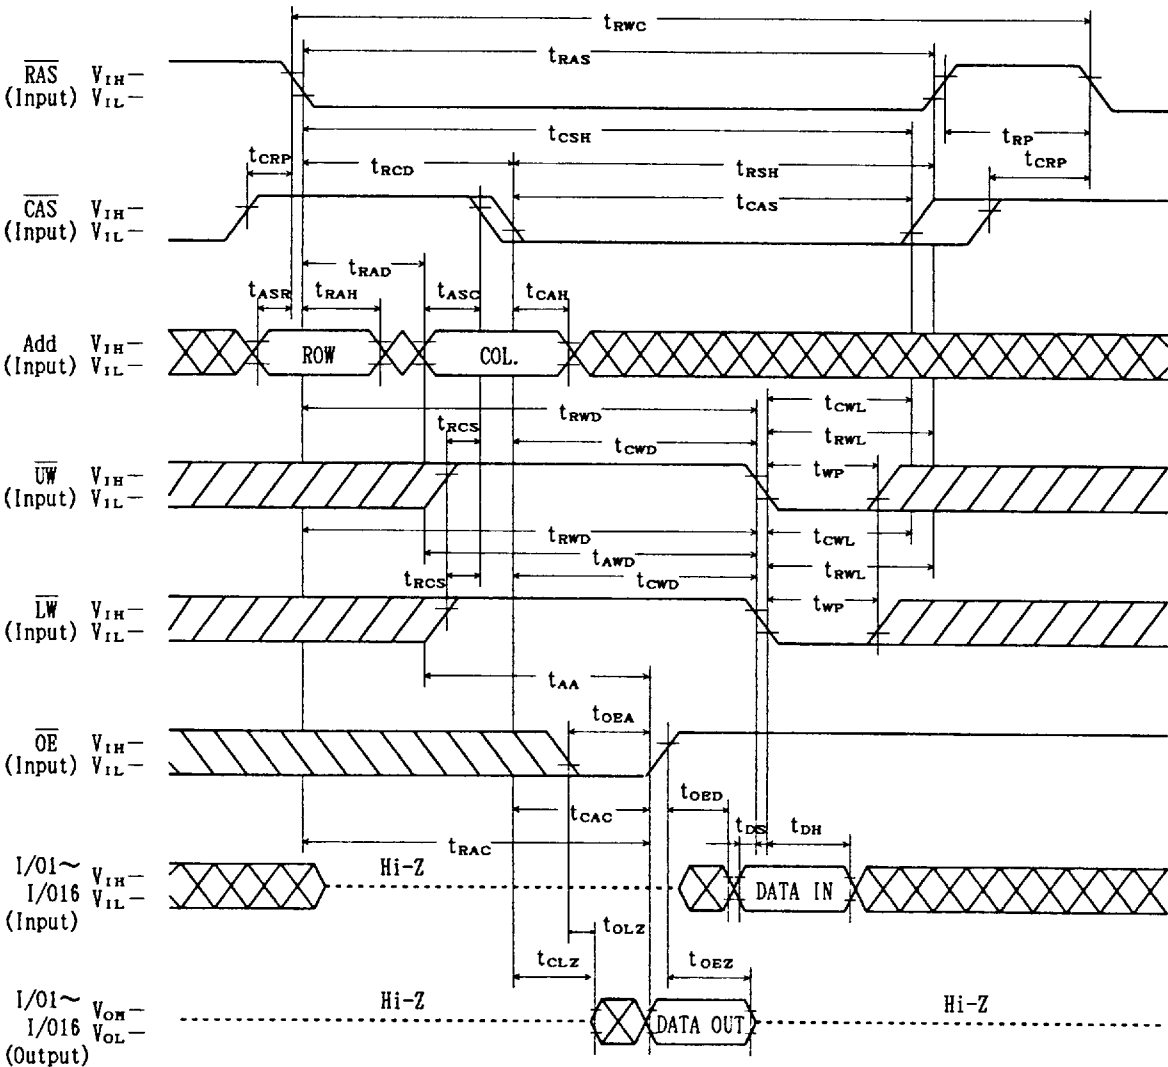 tRWC
tRAS
RAS VIH—
(Input) VIL—
tCSH
tRP
tCRP tRCD tRSH tCRP
CAS VIH—
(Input) VIL—
tCAS
tRAD
tASR tRAH tASC tCAH
Add VIH—
(Input) VIL—
ROW COL.
tRWD tCWL
tRCS tCWD tRWL
UW VIH—
(Input) VIL—
tWP
tRWD tCWL
tAWD
tRCS tCWD tRWL
LW VIH—
(Input) VIL—
tWP
tAA
tOEA
OE VIH—
(Input) VIL—
tCAC tOED
tRAC tDS tDH
I/O1~ VIH—
I/O16 VIL—
(Input)
Hi-Z DATA IN
tOLZ
tCLZ tOEZ
I/O1~ VOH—
I/O16 VOL—
(Output)
Hi-Z DATA OUT Hi-Z